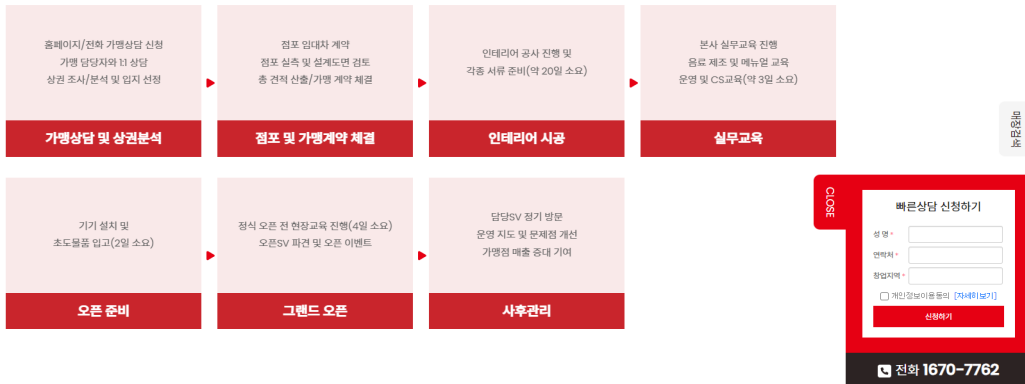 홈페이지/전화 가맹상담 신청
가맹 담당자와 1:1 상담
상권 조사/분석 및 입지 선정
가맹상담 및 상권분석
점포 임대차 계약
점포 실측 및 설계도면 검토
총 견적 산출/가맹 계약 체결
점포 및 가맹계약 체결
인테리어 공사 진행 및
각종 서류 준비(약 20일 소요)
인테리어 시공
본사 실무교육 진행
음료 제조 및 메뉴얼 교육
운영 및 CS교육(약 3일 소요)
실무교육
기기 설치 및
초도물품 입고(2일 소요)
오픈 준비
정식 오픈 전 현장교육 진행(4일 소요)
오픈SV 파견 및 오픈 이벤트
그랜드 오픈
담당SV 정기 방문
운영 지도 및 문제점 개선
가맹점 매출 증대 기여
사후관리
매장검색
CLOSE
빠른상담 신청하기
성 명 *
연락처 *
창업지역 *
개인정보이용동의 [자세히보기]
신청하기
전화 1670-7762